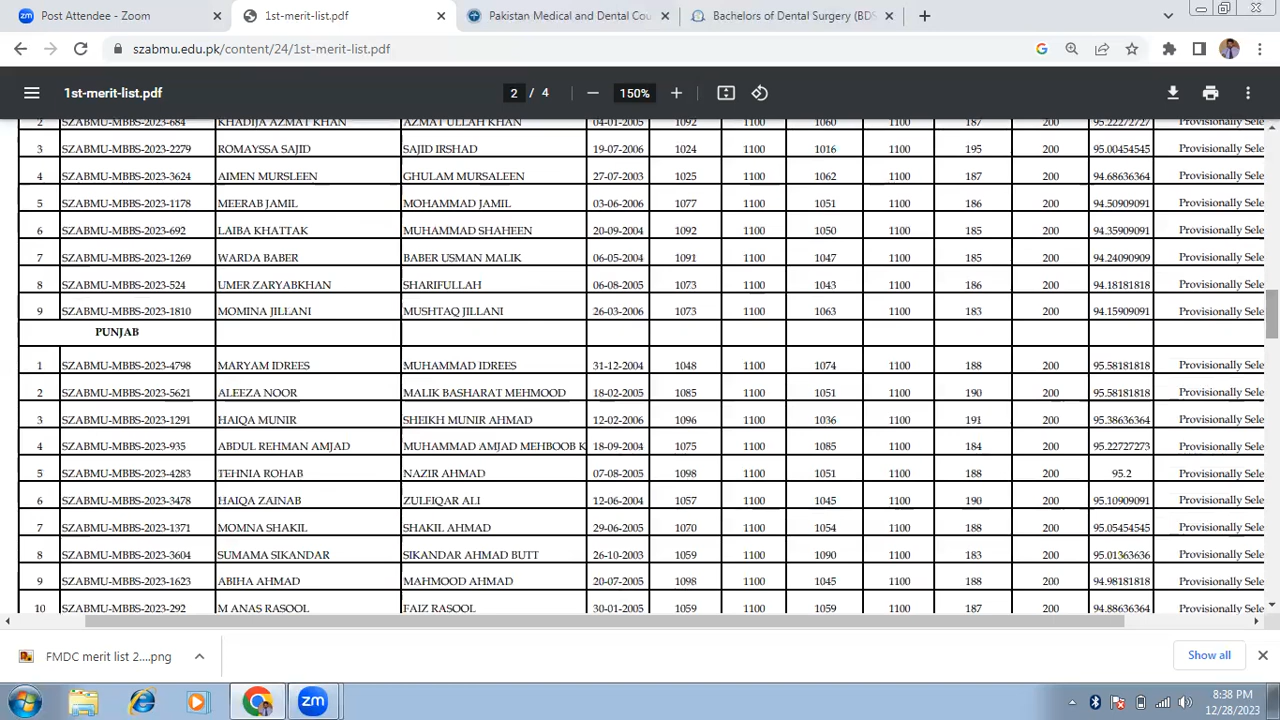 Post Attendee - Zoom
1st-merit-list.pdf
Pakistan Medical and Dental Cou
Bachelors of Dental Surgery (BDS
szabmu.edu.pk/content/24/1st-merit-list.pdf
1st-merit-list.pdf 2 / 4 150%
2 SZABMU-MBBS-2023-684 KHADIJA AZMAT KHAN AZMAT ULLAH KHAN 04-01-2005 1092 1100 1060 1100 187 200 95.22272727 Provisionally Sele
3 SZABMU-MBBS-2023-2279 ROMAYSSA SAJID SAJID IRSHAD 19-07-2006 1024 1100 1016 1100 195 200 95.00454545 Provisionally Sele
4 SZABMU-MBBS-2023-3624 AIMEN MURSLEEN GHULAM MURSALEEN 27-07-2003 1025 1100 1062 1100 187 200 94.68636364 Provisionally Sele
5 SZABMU-MBBS-2023-1178 MEERAB JAMIL MOHAMMAD JAMIL 03-06-2006 1077 1100 1051 1100 186 200 94.50909091 Provisionally Sele
6 SZABMU-MBBS-2023-692 LAIBA KHATTAK MUHAMMAD SHAHEEN 20-09-2004 1092 1100 1050 1100 185 200 94.35909091 Provisionally Sele
7 SZABMU-MBBS-2023-1269 WARDA BABER BABER USMAN MALIK 06-05-2004 1091 1100 1047 1100 185 200 94.24090909 Provisionally Sele
8 SZABMU-MBBS-2023-524 UMER ZARYABKHAN SHARIFULLAH 06-08-2005 1073 1100 1043 1100 186 200 94.18181818 Provisionally Sele
9 SZABMU-MBBS-2023-1810 MOMINA JILLANI MUSHTAQ JILLANI 26-03-2006 1073 1100 1063 1100 183 200 94.15909091 Provisionally Sele
PUNJAB
1 SZABMU-MBBS-2023-4798 MARYAM IDREES MUHAMMAD IDREES 31-12-2004 1048 1100 1074 1100 188 200 95.58181818 Provisionally Sele
2 SZABMU-MBBS-2023-5621 ALEEZA NOOR MALIK BASHARAT MEHMOOD 18-02-2005 1085 1100 1051 1100 190 200 95.58181818 Provisionally Sele
3 SZABMU-MBBS-2023-1291 HAIQA MUNIR SHEIKH MUNIR AHMAD 12-02-2006 1096 1100 1036 1100 191 200 95.38636364 Provisionally Sele
4 SZABMU-MBBS-2023-935 ABDUL REHMAN AMJAD MUHAMMAD AMJAD MEHBOOB K 18-09-2004 1075 1100 1085 1100 184 200 95.22727273 Provisionally Sele
5 SZABMU-MBBS-2023-4283 TEHNIA ROHAB NAZIR AHMAD 07-08-2005 1098 1100 1051 1100 188 200 95.2 Provisionally Sele
6 SZABMU-MBBS-2023-3478 HAIQA ZAINAB ZULFIQAR ALI 12-06-2004 1057 1100 1045 1100 190 200 95.10909091 Provisionally Sele
7 SZABMU-MBBS-2023-1371 MOMNA SHAKIL SHAKIL AHMAD 29-06-2005 1070 1100 1054 1100 188 200 95.05454545 Provisionally Sele
8 SZABMU-MBBS-2023-3604 SUMAMA SIKANDAR SIKANDAR AHMAD BUTT 26-10-2003 1059 1100 1090 1100 183 200 95.01363636 Provisionally Sele
9 SZABMU-MBBS-2023-1623 ABIHA AHMAD MAHMOOD AHMAD 20-07-2005 1098 1100 1045 1100 188 200 94.98181818 Provisionally Sele
10 SZABMU-MBBS-2023-292 M ANAS RASOOL FAIZ RASOOL 30-01-2005 1059 1100 1059 1100 187 200 94.88636364 Provisionally Sele
FMDC merit list 2....png
Show all
zm
8:38 PM
12/28/2023